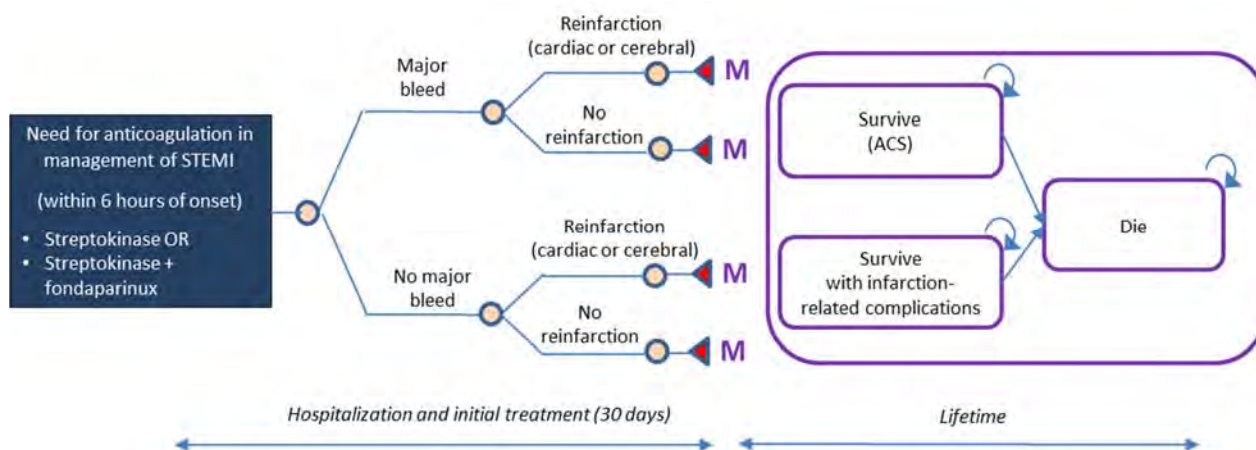 Need for anticoagulation in
management of STEMI
(within 6 hours of onset)
• Streptokinase OR
• Streptokinase +
fondaparinux
Major
bleed
No major
bleed
Reinfarction
(cardiac or cerebral)
M
No
reinfarction
M
Reinfarction
(cardiac or cerebral)
M
No
reinfarction
M
Survive
(ACS)
Survive
with infarction-
related complications
Die
Hospitalization and initial treatment (30 days)
Lifetime